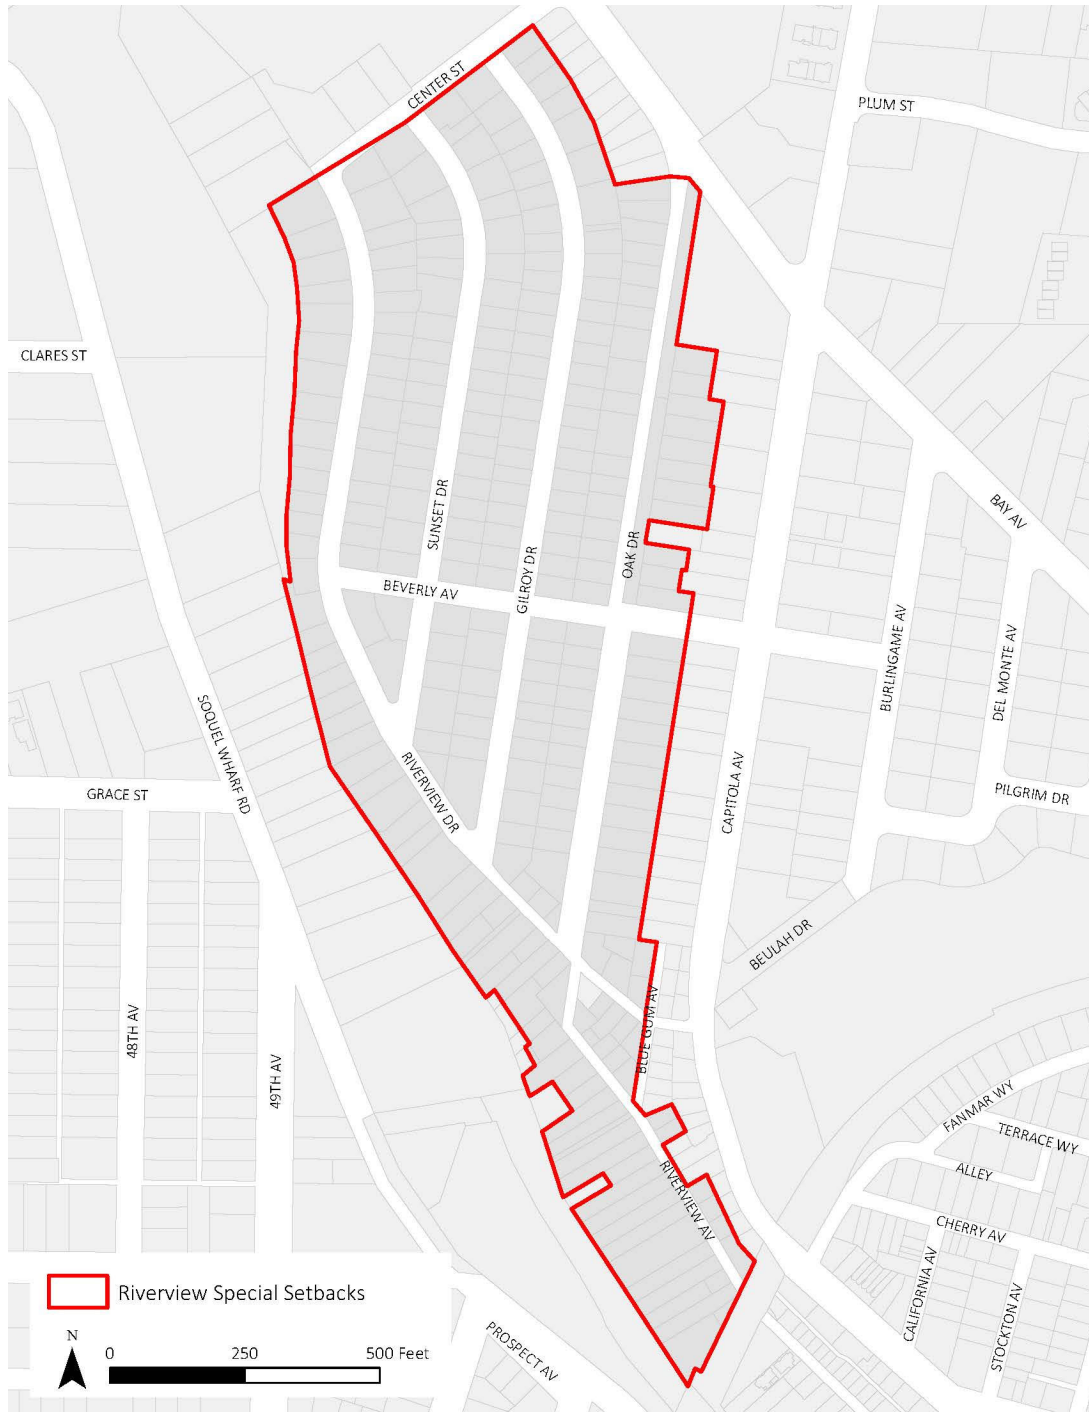 CENTER ST
PLUM ST
CLARES ST
SUNSET DR
BAY AV
OAK DR
GILROY DR
BEVERLY AV
BURLINGAME AV
DEL MONTE AV
SOQUEL WHARF RD
RIVERVIEW DR
CAPITOLA AV
GRACE ST
PILGRIM DR
BEULAH DR
48TH AV
49TH AV
BLUE GUM AV
FANMAR WY
TERRACE WY
ALLEY
RIVERVIEW AV
CHERRY AV
CALIFORNIA AV
STOCKTON AV
PROSPECT AV
Riverview Special Setbacks
N
0 250 500 Feet